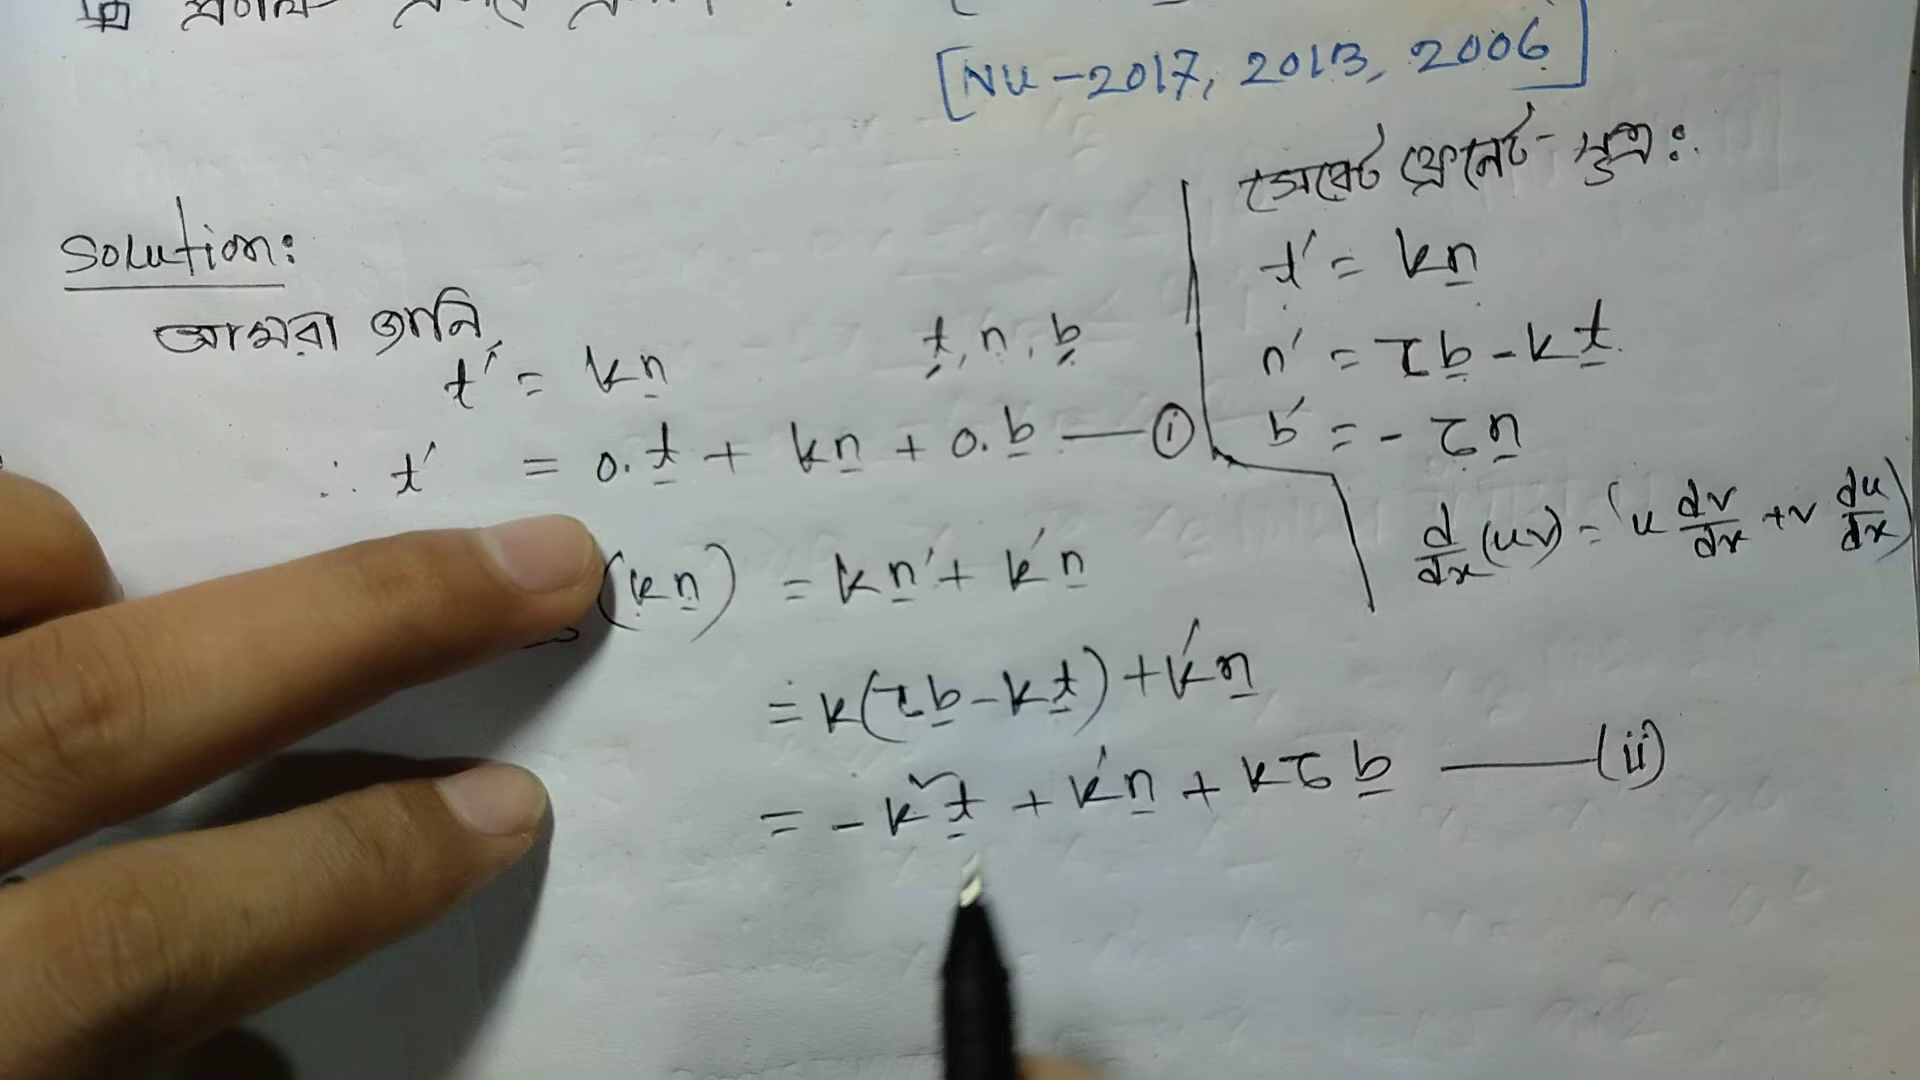 [NU-2017, 2013, 2006]
Solution:
আমরা জানি,
t' = kn
t, n, b
∴ t' = 0.t + kn + 0.b — (i)
(kn) = kn' + k'n
= k(τb - kt) + k'n
= -k²t + k'n + kτb — (ii)
সেরেট ফ্রেনেট সূত্র:
t' = kn
n' = τb - kt
b' = -τn
d/dx (uv) = (u dv/dx + v du/dx)